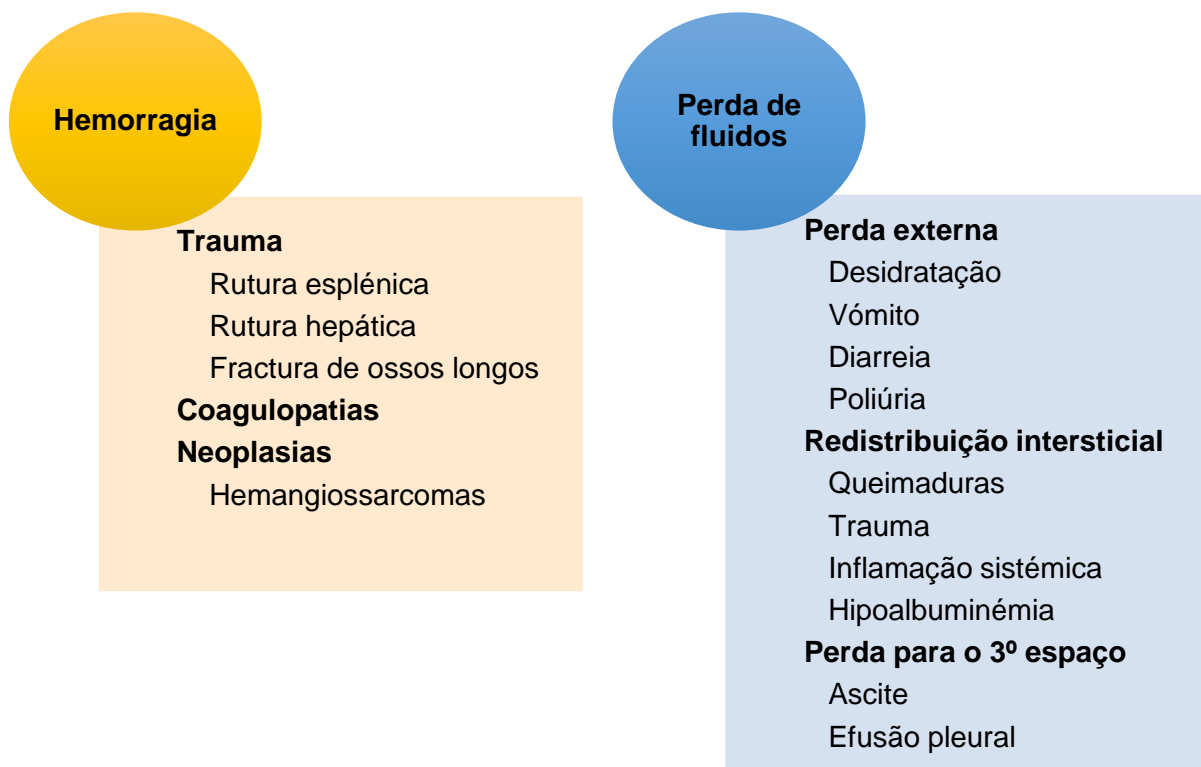 Hemorragia
Trauma
Rutura esplénica
Rutura hepática
Fractura de ossos longos
Coagulopatias
Neoplasias
Hemangiossarcomas
Perda de
fluidos
Perda externa
Desidratação
Vómito
Diarreia
Poliúria
Redistribuição intersticial
Queimaduras
Trauma
Inflamação sistémica
Hipoalbuminémia
Perda para o 3º espaço
Ascite
Efusão pleural